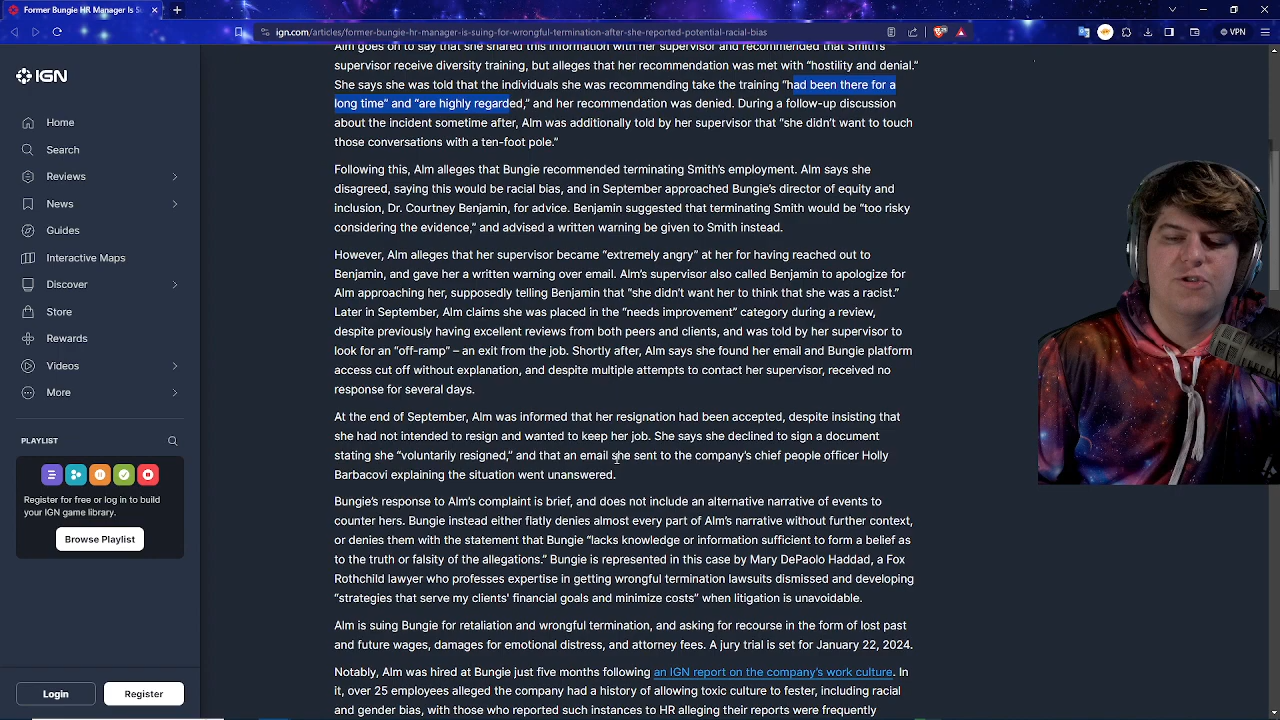 Former Bungie HR Manager Is S
ign.com/articles/former-bungie-hr-manager-is-suing-for-wrongful-termination-after-she-reported-potential-racial-bias
VPN
IGN
Home
Search
Reviews
News
Guides
Interactive Maps
Discover
Store
Rewards
Videos
More
PLAYLIST
Register for free or log in to build
your IGN game library.
Browse Playlist
Login
Register
Alm goes on to say that she shared this information with her supervisor and recommended that Smith's
supervisor receive diversity training, but alleges that her recommendation was met with “hostility and denial.”
She says she was told that the individuals she was recommending take the training “had been there for a
long time” and “are highly regarded,” and her recommendation was denied. During a follow-up discussion
about the incident sometime after, Alm was additionally told by her supervisor that “she didn’t want to touch
those conversations with a ten-foot pole.”
Following this, Alm alleges that Bungie recommended terminating Smith’s employment. Alm says she
disagreed, saying this would be racial bias, and in September approached Bungie’s director of equity and
inclusion, Dr. Courtney Benjamin, for advice. Benjamin suggested that terminating Smith would be “too risky
considering the evidence,” and advised a written warning be given to Smith instead.
However, Alm alleges that her supervisor became “extremely angry” at her for having reached out to
Benjamin, and gave her a written warning over email. Alm’s supervisor also called Benjamin to apologize for
Alm approaching her, supposedly telling Benjamin that “she didn’t want her to think that she was a racist.”
Later in September, Alm claims she was placed in the “needs improvement” category during a review,
despite previously having excellent reviews from both peers and clients, and was told by her supervisor to
look for an “off-ramp” – an exit from the job. Shortly after, Alm says she found her email and Bungie platform
access cut off without explanation, and despite multiple attempts to contact her supervisor, received no
response for several days.
At the end of September, Alm was informed that her resignation had been accepted, despite insisting that
she had not intended to resign and wanted to keep her job. She says she declined to sign a document
stating she “voluntarily resigned,” and that an email she sent to the company’s chief people officer Holly
Barbacovi explaining the situation went unanswered.
Bungie’s response to Alm’s complaint is brief, and does not include an alternative narrative of events to
counter hers. Bungie instead either flatly denies almost every part of Alm’s narrative without further context,
or denies them with the statement that Bungie “lacks knowledge or information sufficient to form a belief as
to the truth or falsity of the allegations.” Bungie is represented in this case by Mary DePaolo Haddad, a Fox
Rothchild lawyer who professes expertise in getting wrongful termination lawsuits dismissed and developing
“strategies that serve my clients' financial goals and minimize costs” when litigation is unavoidable.
Alm is suing Bungie for retaliation and wrongful termination, and asking for recourse in the form of lost past
and future wages, damages for emotional distress, and attorney fees. A jury trial is set for January 22, 2024.
Notably, Alm was hired at Bungie just five months following an IGN report on the company’s work culture. In
it, over 25 employees alleged the company had a history of allowing toxic culture to fester, including racial
and gender bias, with those who reported such instances to HR alleging their reports were frequently